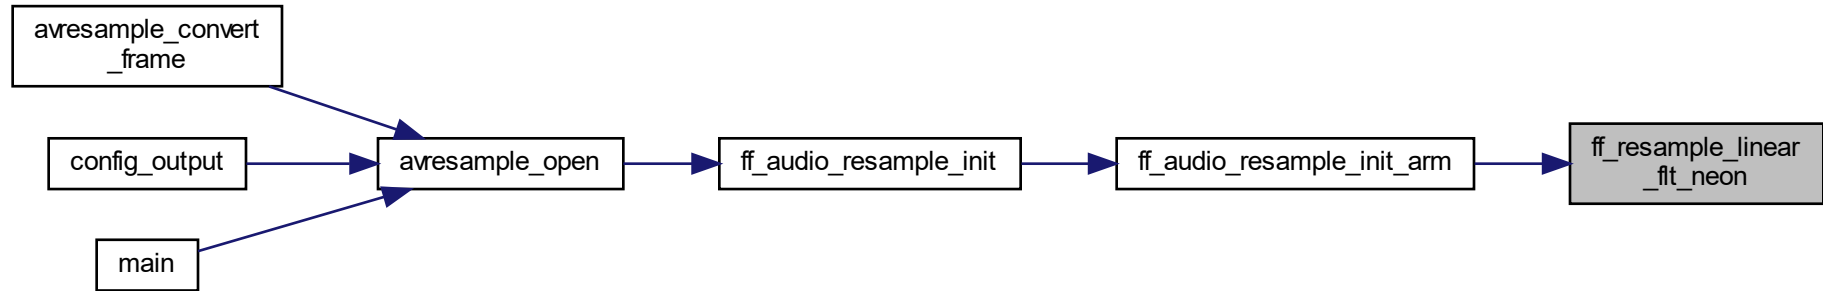 avresample_convert
_frame
config_output
main
avresample_open
ff_audio_resample_init
ff_audio_resample_init_arm
ff_resample_linear
_flt_neon